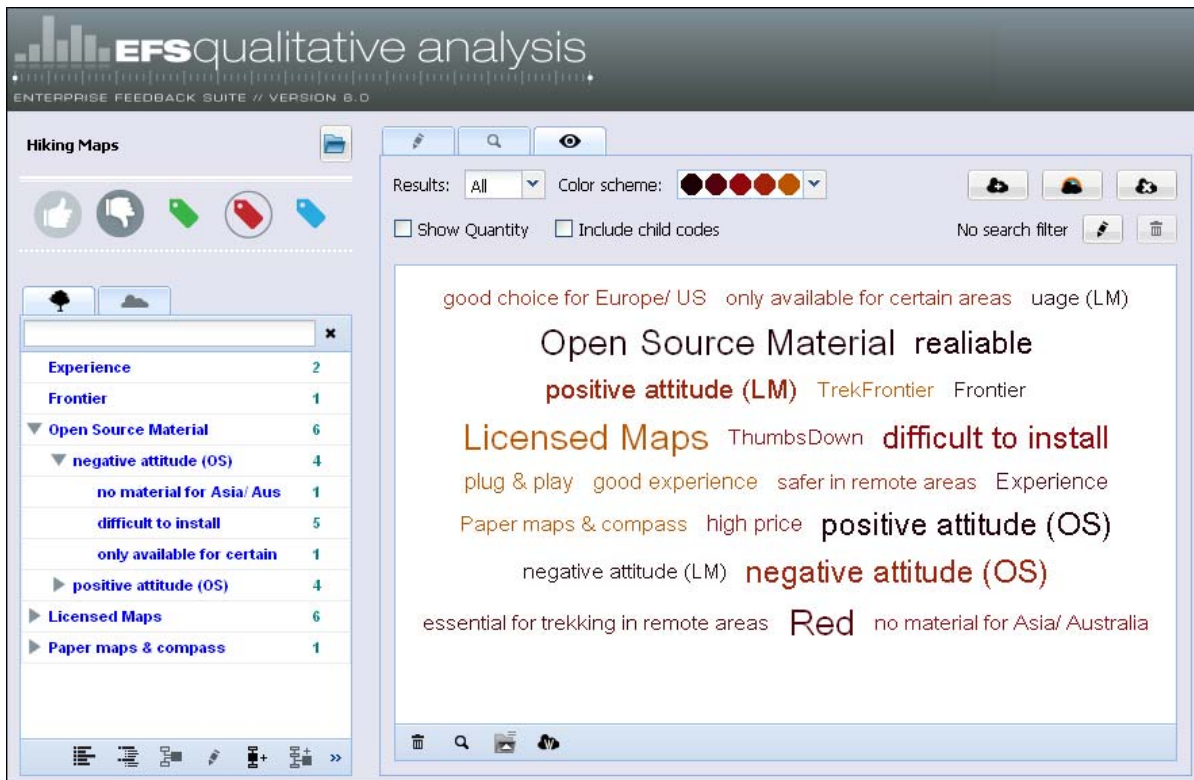 EFSqualitative analysis
ENTERPRISE FEEDBACK SUITE // VERSION 8.0
Hiking Maps
Results: All Color scheme:
Show Quantity Include child codes No search filter
Experience 2
Frontier 1
Open Source Material 6
negative attitude (OS) 4
no material for Asia/ Aus 1
difficult to install 5
only available for certain 1
positive attitude (OS) 4
Licensed Maps 6
Paper maps & compass 1
good choice for Europe/ US only available for certain areas uage (LM)
Open Source Material realiable
positive attitude (LM) TrekFrontier Frontier
Licensed Maps ThumbsDown difficult to install
plug & play good experience safer in remote areas Experience
Paper maps & compass high price positive attitude (OS)
negative attitude (LM) negative attitude (OS)
essential for trekking in remote areas Red no material for Asia/ Australia